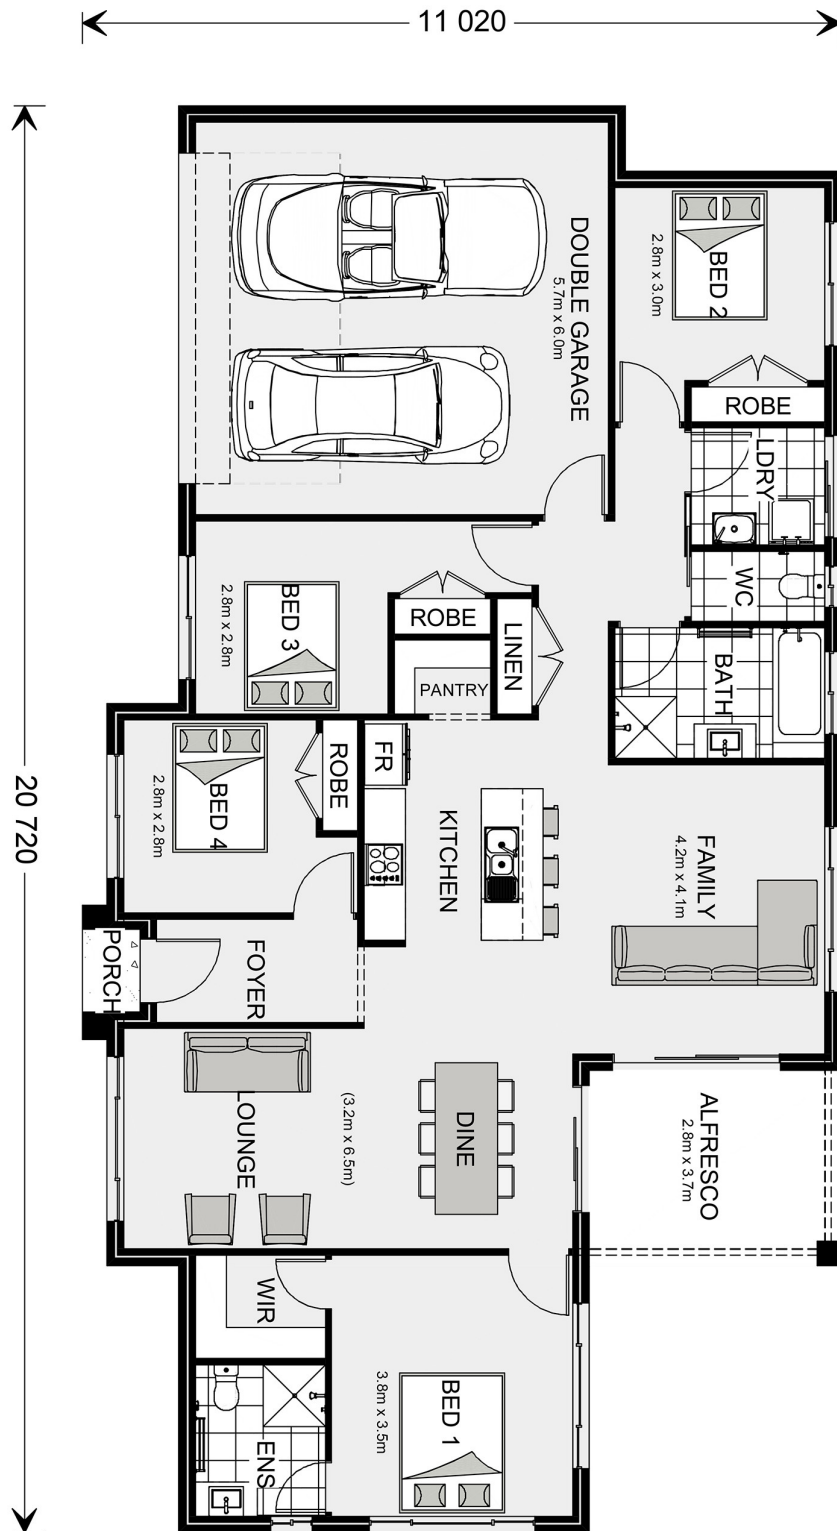 11 020
20 720
DOUBLE GARAGE
5.7m x 6.0m
BED 2
2.8m x 3.0m
ROBE
LDRY
WC
BATH
BED 3
2.8m x 2.8m
ROBE
LINEN
PANTRY
BED 4
2.8m x 2.8m
ROBE
FR
KITCHEN
FAMILY
4.2m x 4.1m
PORCH
FOYER
LOUNGE
(3.2m x 6.5m)
DINE
ALFRESCO
2.8m x 3.7m
WIR
BED 1
3.8m x 3.5m
ENS